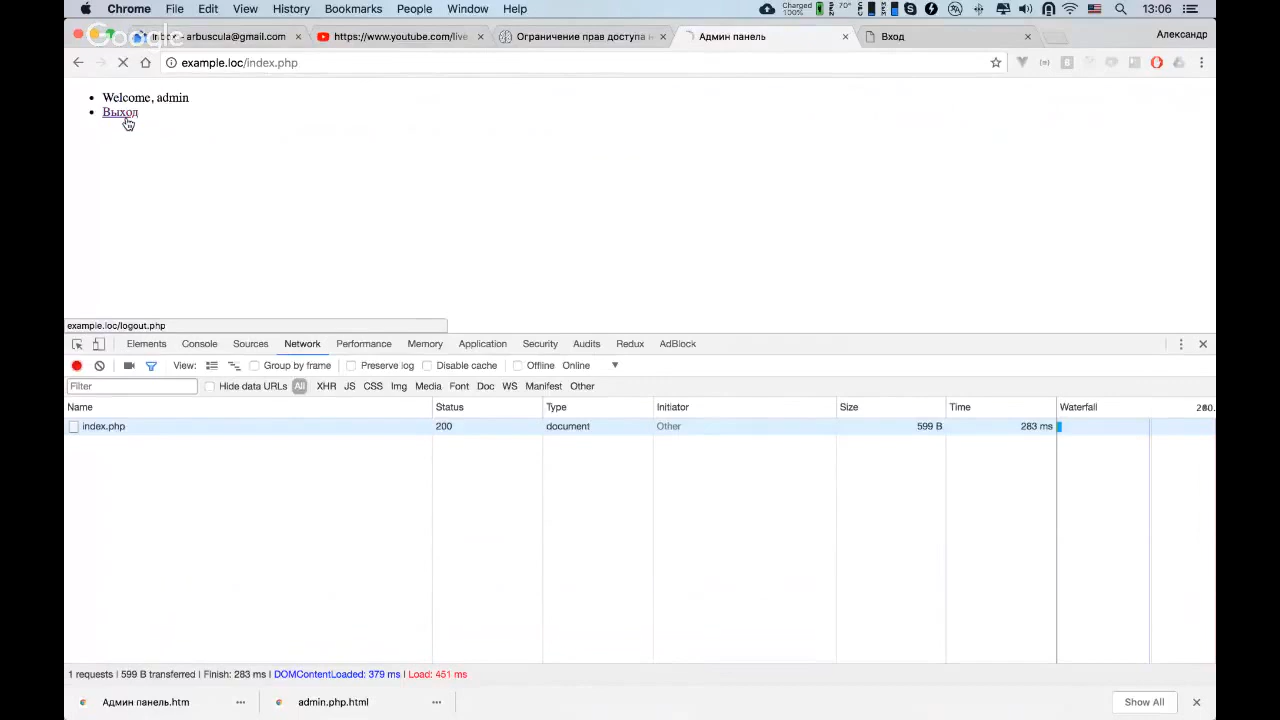 Chrome File Edit View History Bookmarks People Window Help Charged 100% 70° 13:06
Google arbuscula@gmail.com https://www.youtube.com/live Ограничение прав доступа Админ панель Вход Александр
example.loc/index.php
Welcome, admin
Выход
example.loc/logout.php
Elements Console Sources Network Performance Memory Application Security Audits Redux AdBlock
View: Group by frame Preserve log Disable cache Offline Online
Filter Hide data URLs All XHR JS CSS Img Media Font Doc WS Manifest Other
Name Status Type Initiator Size Time Waterfall
index.php 200 document Other 599 B 283 ms
1 requests | 599 B transferred | Finish: 283 ms | DOMContentLoaded: 379 ms | Load: 451 ms
Админ панель.htm ... admin.php.html ... Show All